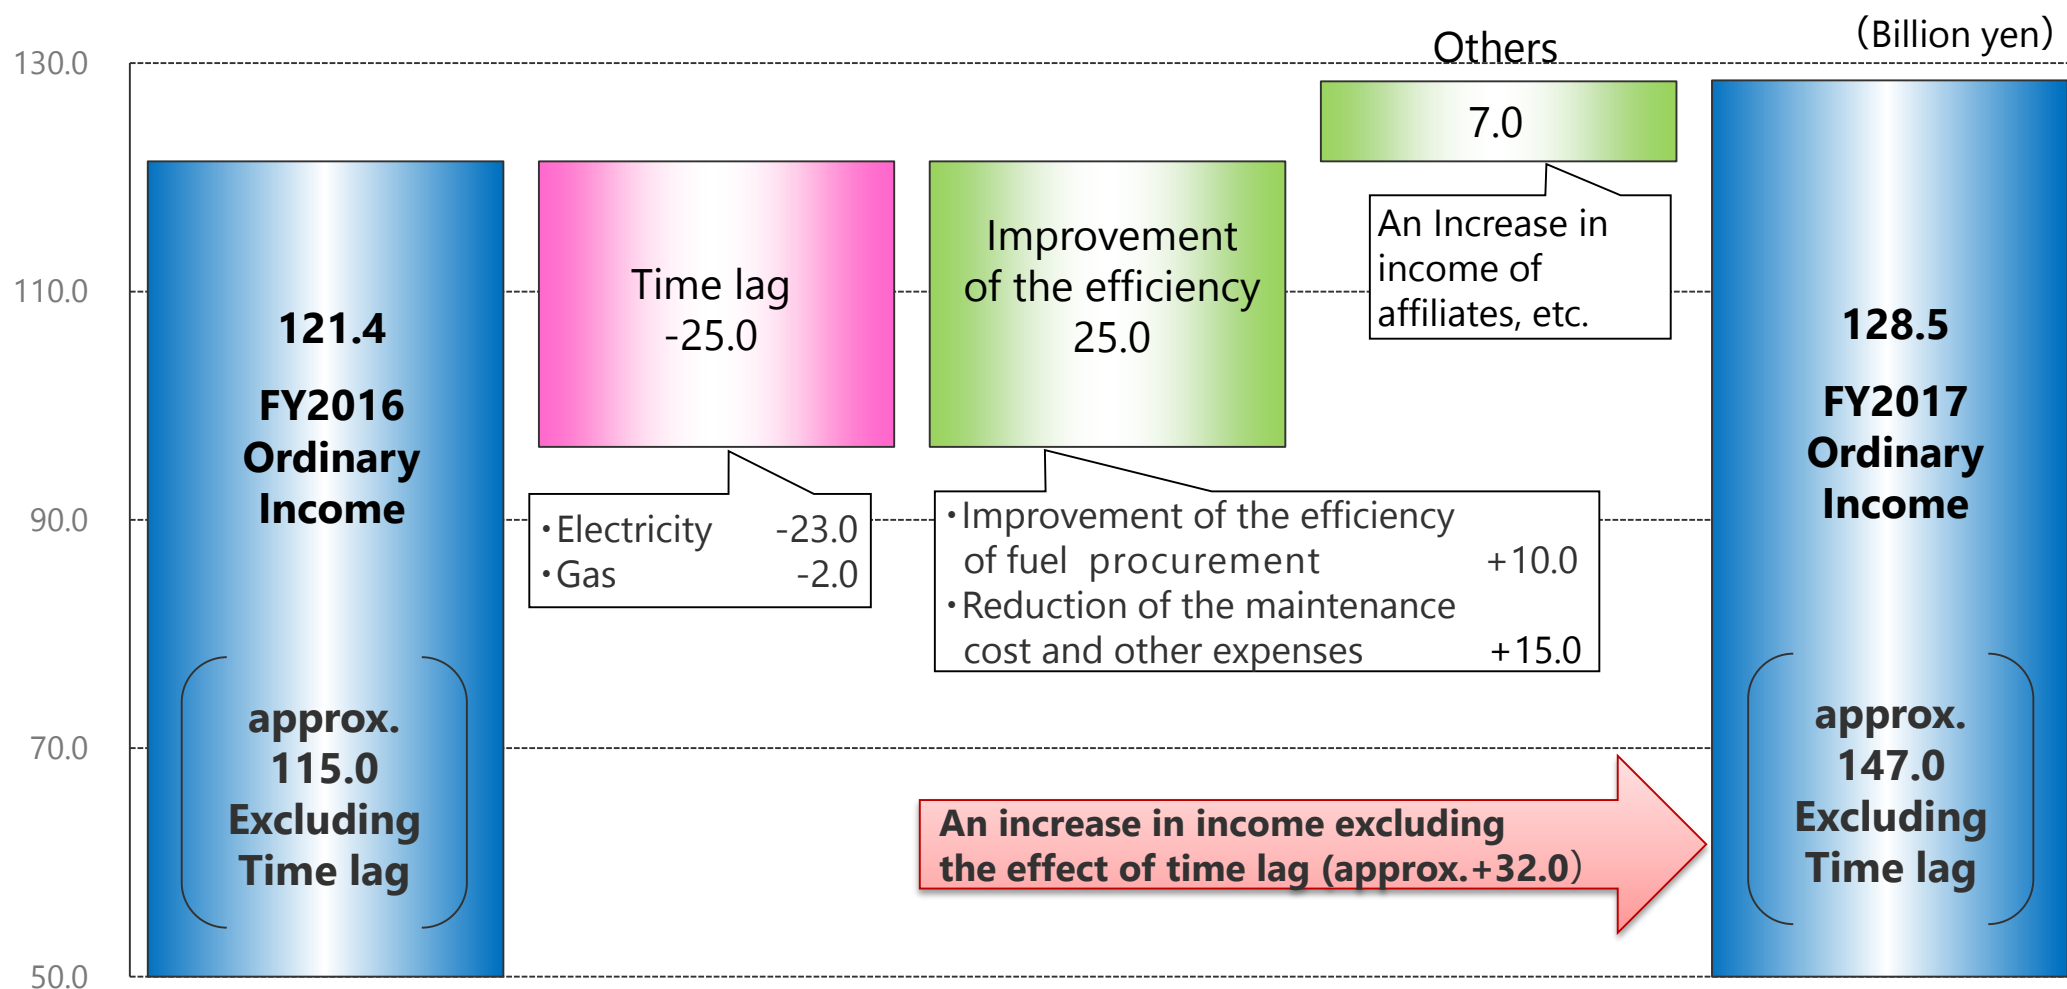 （Billion yen）
130.0
110.0
90.0
70.0
50.0
121.4
FY2016
Ordinary
Income
approx.
115.0
Excluding
Time lag
Time lag
-25.0
・Electricity -23.0
・Gas -2.0
Improvement
of the efficiency
25.0
・Improvement of the efficiency
of fuel procurement +10.0
・Reduction of the maintenance
cost and other expenses +15.0
Others
7.0
An Increase in
income of
affiliates, etc.
An increase in income excluding
the effect of time lag (approx.+32.0）
128.5
FY2017
Ordinary
Income
approx.
147.0
Excluding
Time lag